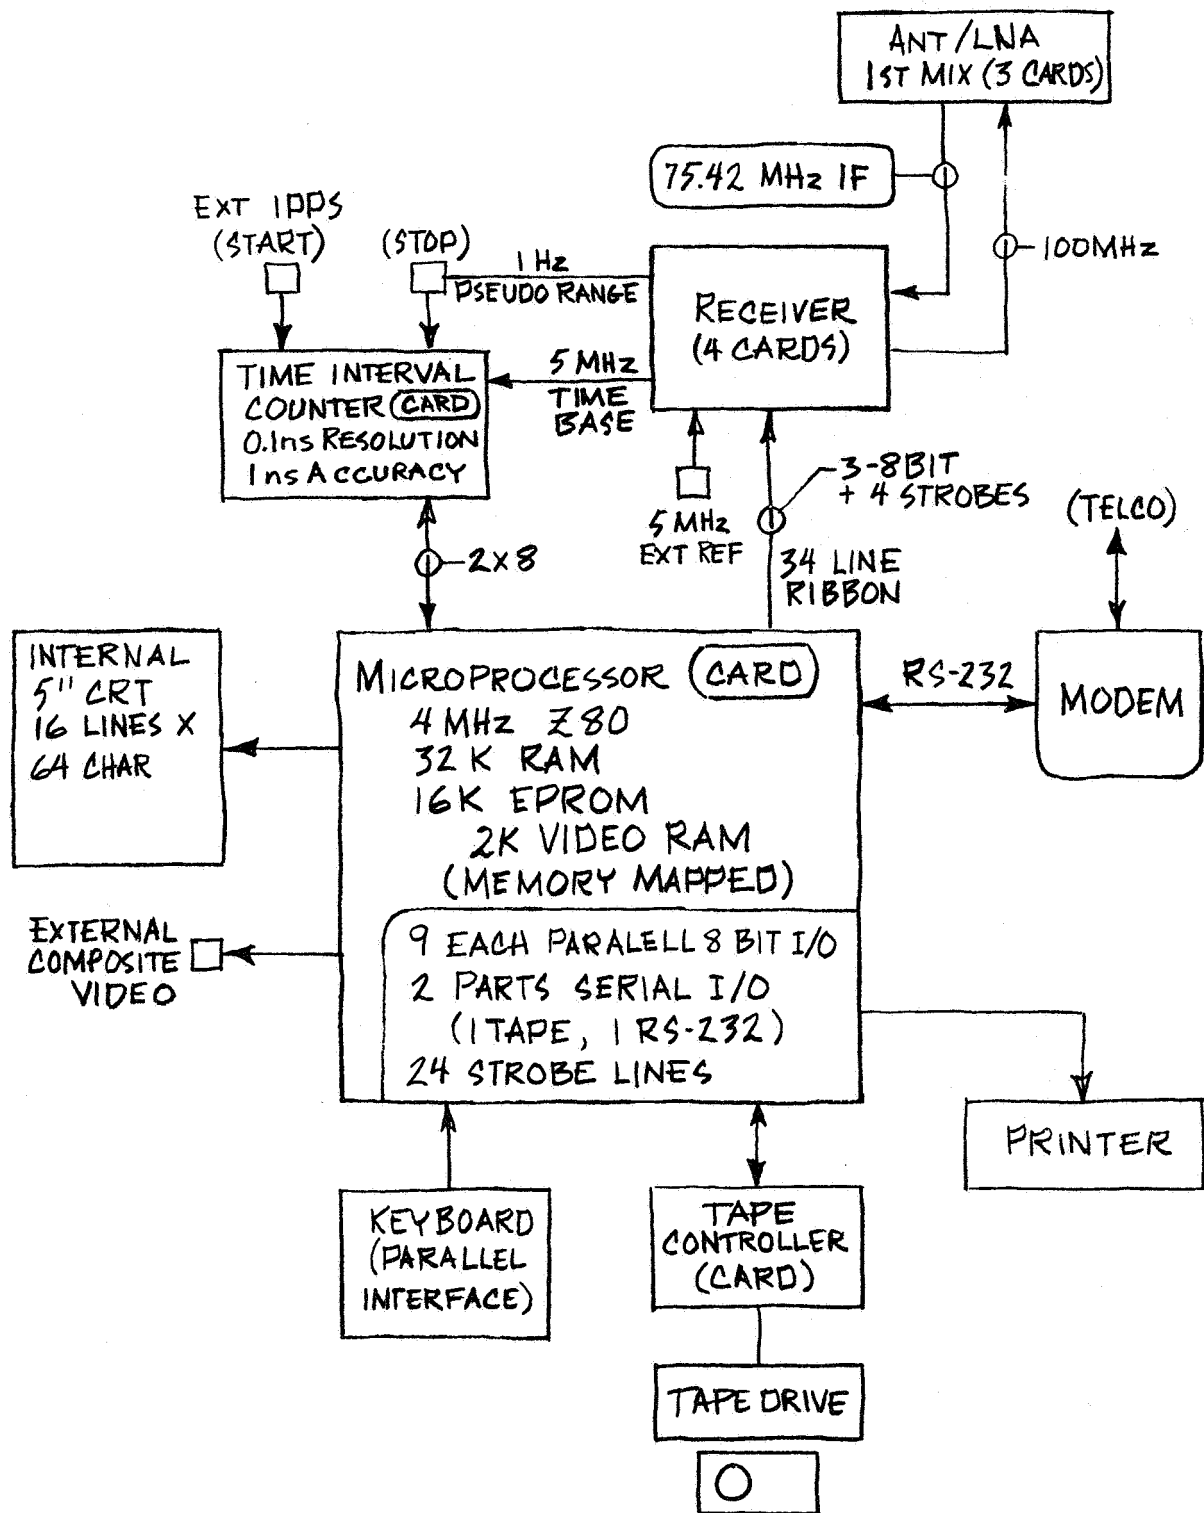 ANT/LNA
1ST MIX (3 CARDS)
75.42 MHz IF
EXT 1PPS
(START)
(STOP)
1 Hz
PSEUDO RANGE
100MHz
RECEIVER
(4 CARDS)
TIME INTERVAL
COUNTER (CARD)
0.1ns RESOLUTION
1ns ACCURACY
5 MHz
TIME
BASE
3-8BIT
+ 4 STROBES
5 MHz
EXT REF
34 LINE
RIBBON
(TELCO)
2X8
INTERNAL
5" CRT
16 LINES X
64 CHAR
MICROPROCESSOR (CARD)
4 MHz Z80
32K RAM
16K EPROM
2K VIDEO RAM
(MEMORY MAPPED)
RS-232
MODEM
EXTERNAL
COMPOSITE
VIDEO
9 EACH PARALELL 8 BIT I/O
2 PARTS SERIAL I/O
(1 TAPE, 1 RS-232)
24 STROBE LINES
PRINTER
KEYBOARD
(PARALLEL
INTERFACE)
TAPE
CONTROLLER
(CARD)
TAPE DRIVE